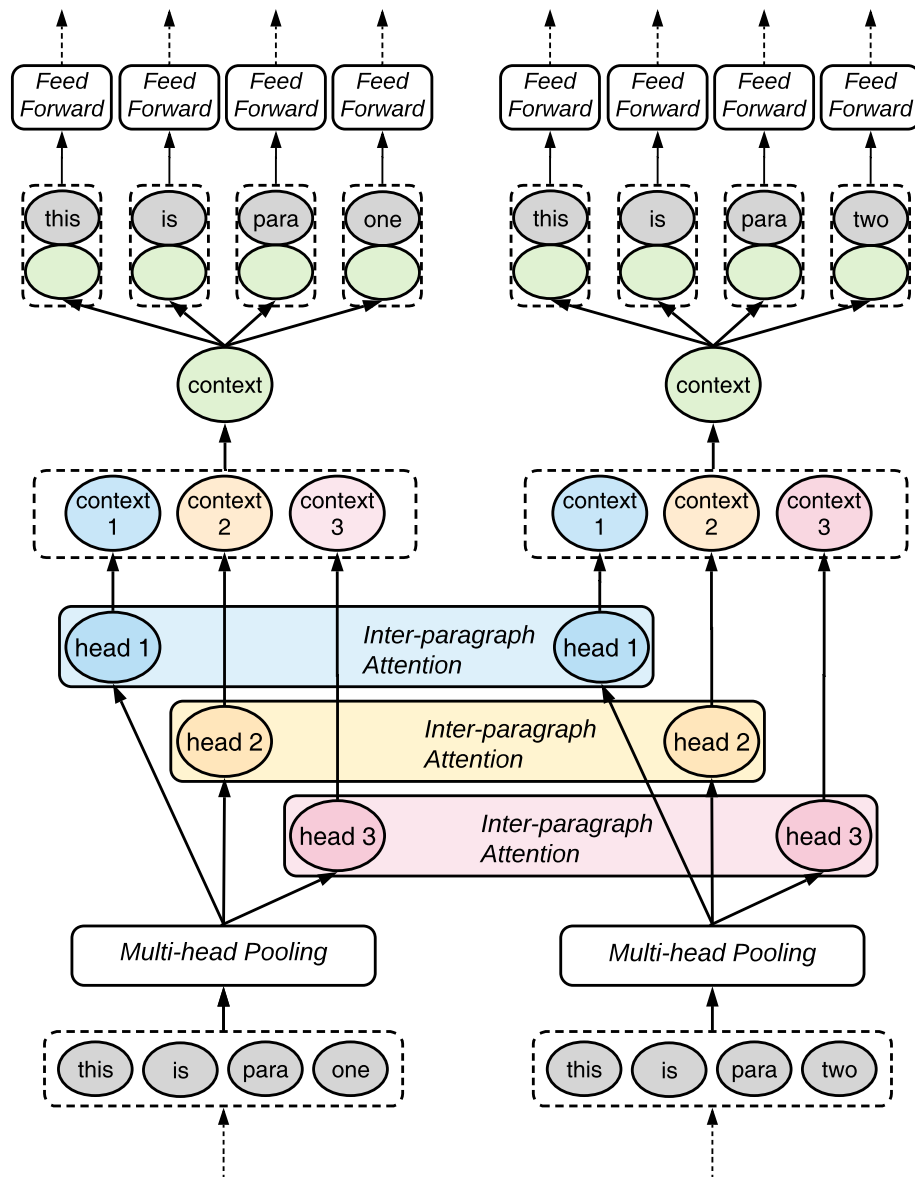 Feed
Forward
Feed
Forward
Feed
Forward
Feed
Forward
Feed
Forward
Feed
Forward
Feed
Forward
Feed
Forward
this
is
para
one
this
is
para
two
context
context
context
1
context
2
context
3
context
1
context
2
context
3
head 1
Inter-paragraph
Attention
head 1
head 2
Inter-paragraph
Attention
head 2
head 3
Inter-paragraph
Attention
head 3
Multi-head Pooling
Multi-head Pooling
this
is
para
one
this
is
para
two